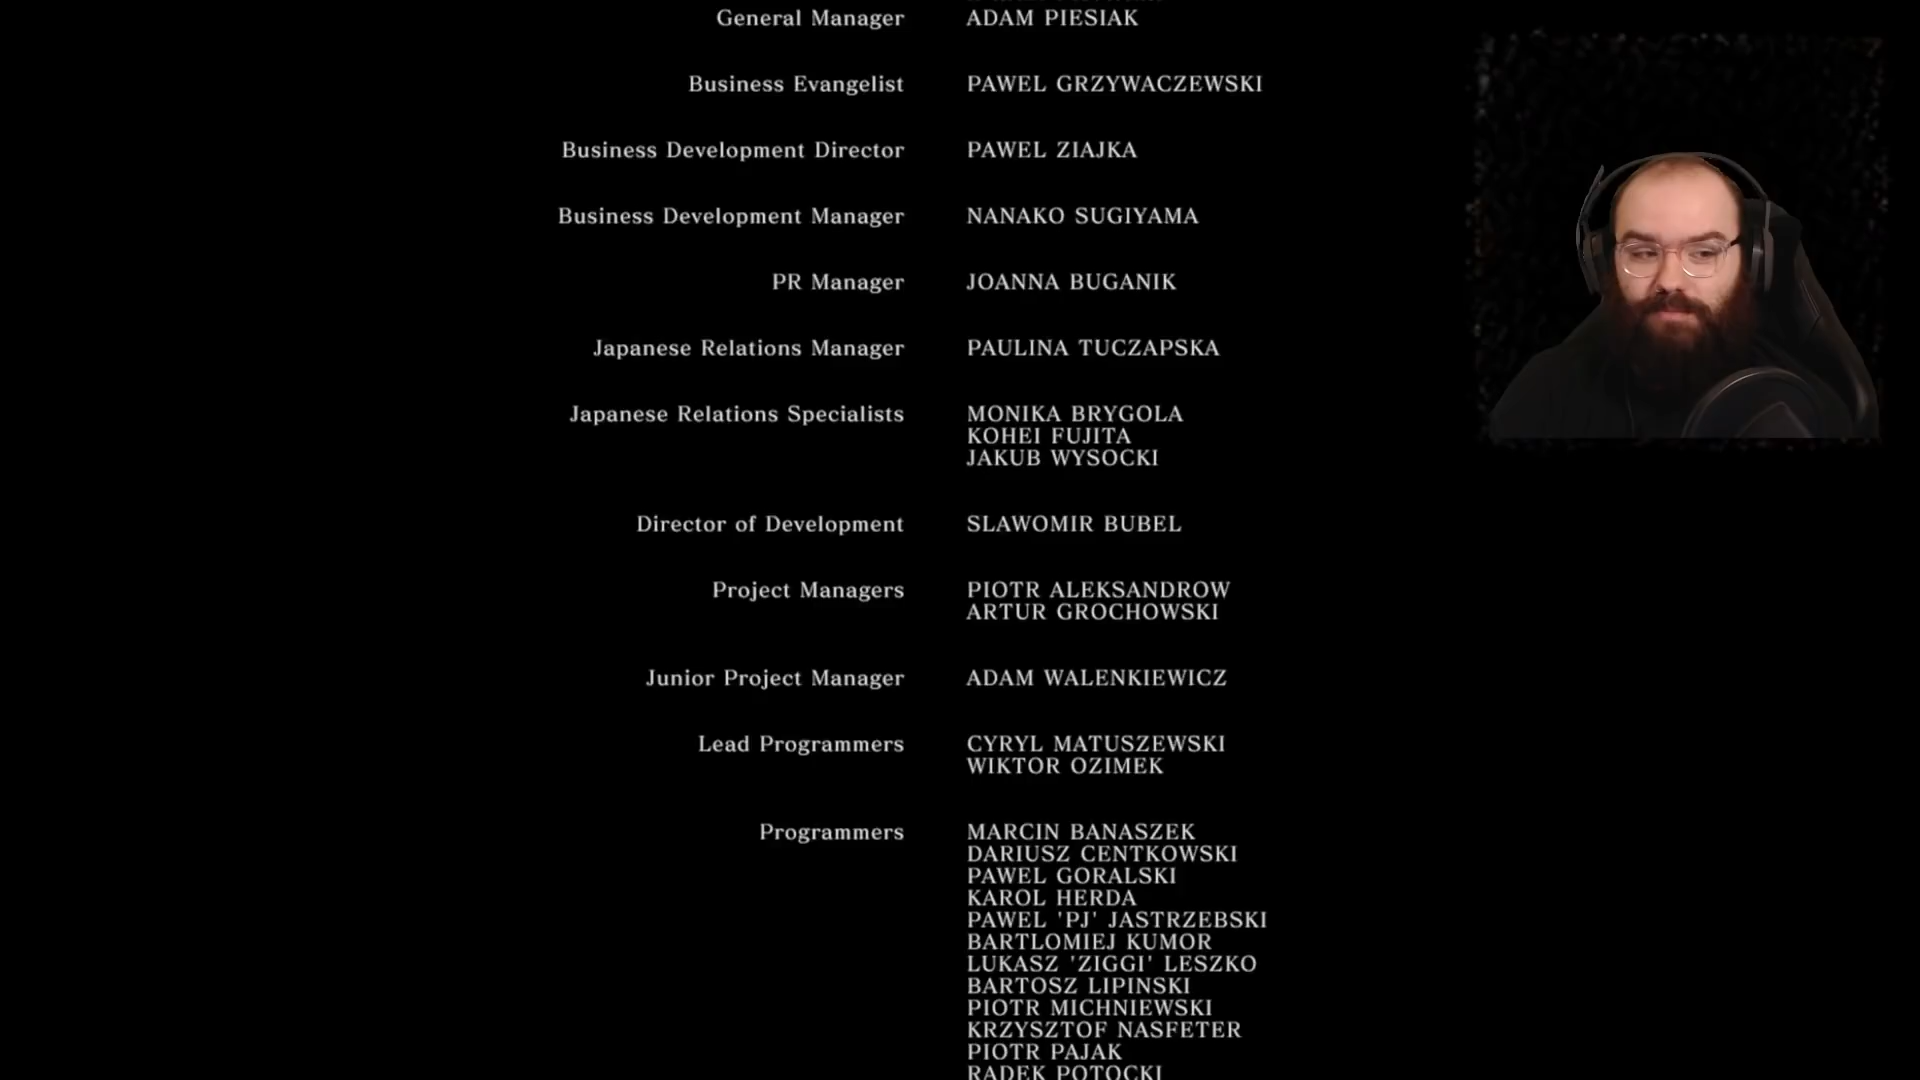 General Manager ADAM PIESIAK
Business Evangelist PAWEL GRZYWACZEWSKI
Business Development Director PAWEL ZIAJKA
Business Development Manager NANAKO SUGIYAMA
PR Manager JOANNA BUGANIK
Japanese Relations Manager PAULINA TUCZAPSKA
Japanese Relations Specialists MONIKA BRYGOLA
KOHEI FUJITA
JAKUB WYSOCKI
Director of Development SLAWOMIR BUBEL
Project Managers PIOTR ALEKSANDROW
ARTUR GROCHOWSKI
Junior Project Manager ADAM WALENKIEWICZ
Lead Programmers CYRYL MATUSZEWSKI
WIKTOR OZIMEK
Programmers MARCIN BANASZEK
DARIUSZ CENTKOWSKI
PAWEL GORALSKI
KAROL HERDA
PAWEL 'PJ' JASTRZEBSKI
BARTLOMIEJ KUMOR
LUKASZ 'ZIGGI' LESZKO
BARTOSZ LIPINSKI
PIOTR MICHNIEWSKI
KRZYSZTOF NASFETER
PIOTR PAJAK
RADEK POTOCKI